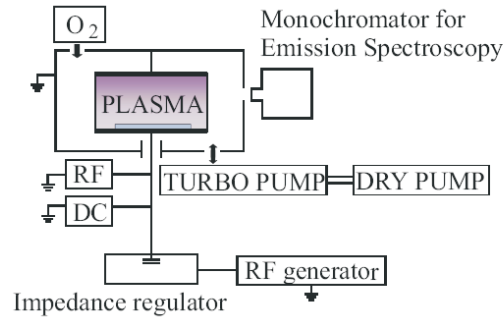 O₂
Monochromator for
Emission Spectroscopy
PLASMA
RF
TURBO PUMP
DRY PUMP
DC
RF generator
Impedance regulator